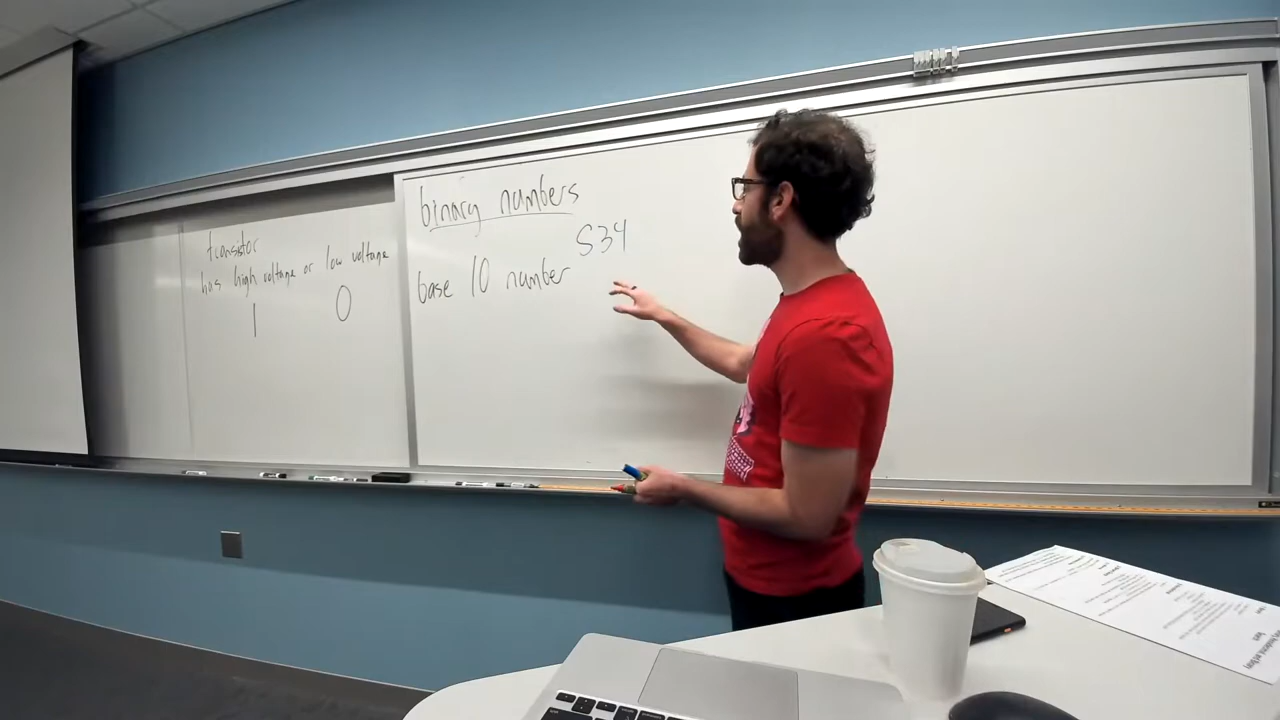 transistor
has high voltage or low voltage
1 0
binary numbers
534
base 10 number